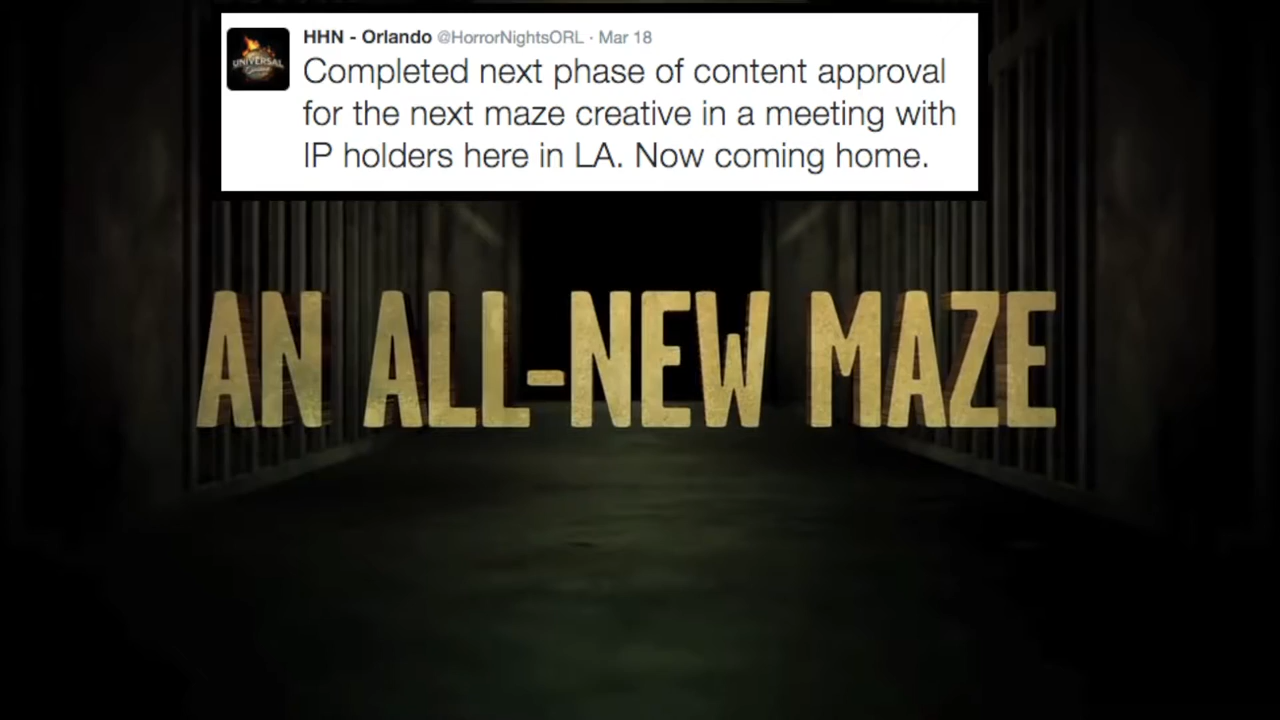 HHN - Orlando @HorrorNightsORL · Mar 18
Completed next phase of content approval
for the next maze creative in a meeting with
IP holders here in LA. Now coming home.
UNIVERSAL
AN ALL-NEW MAZE